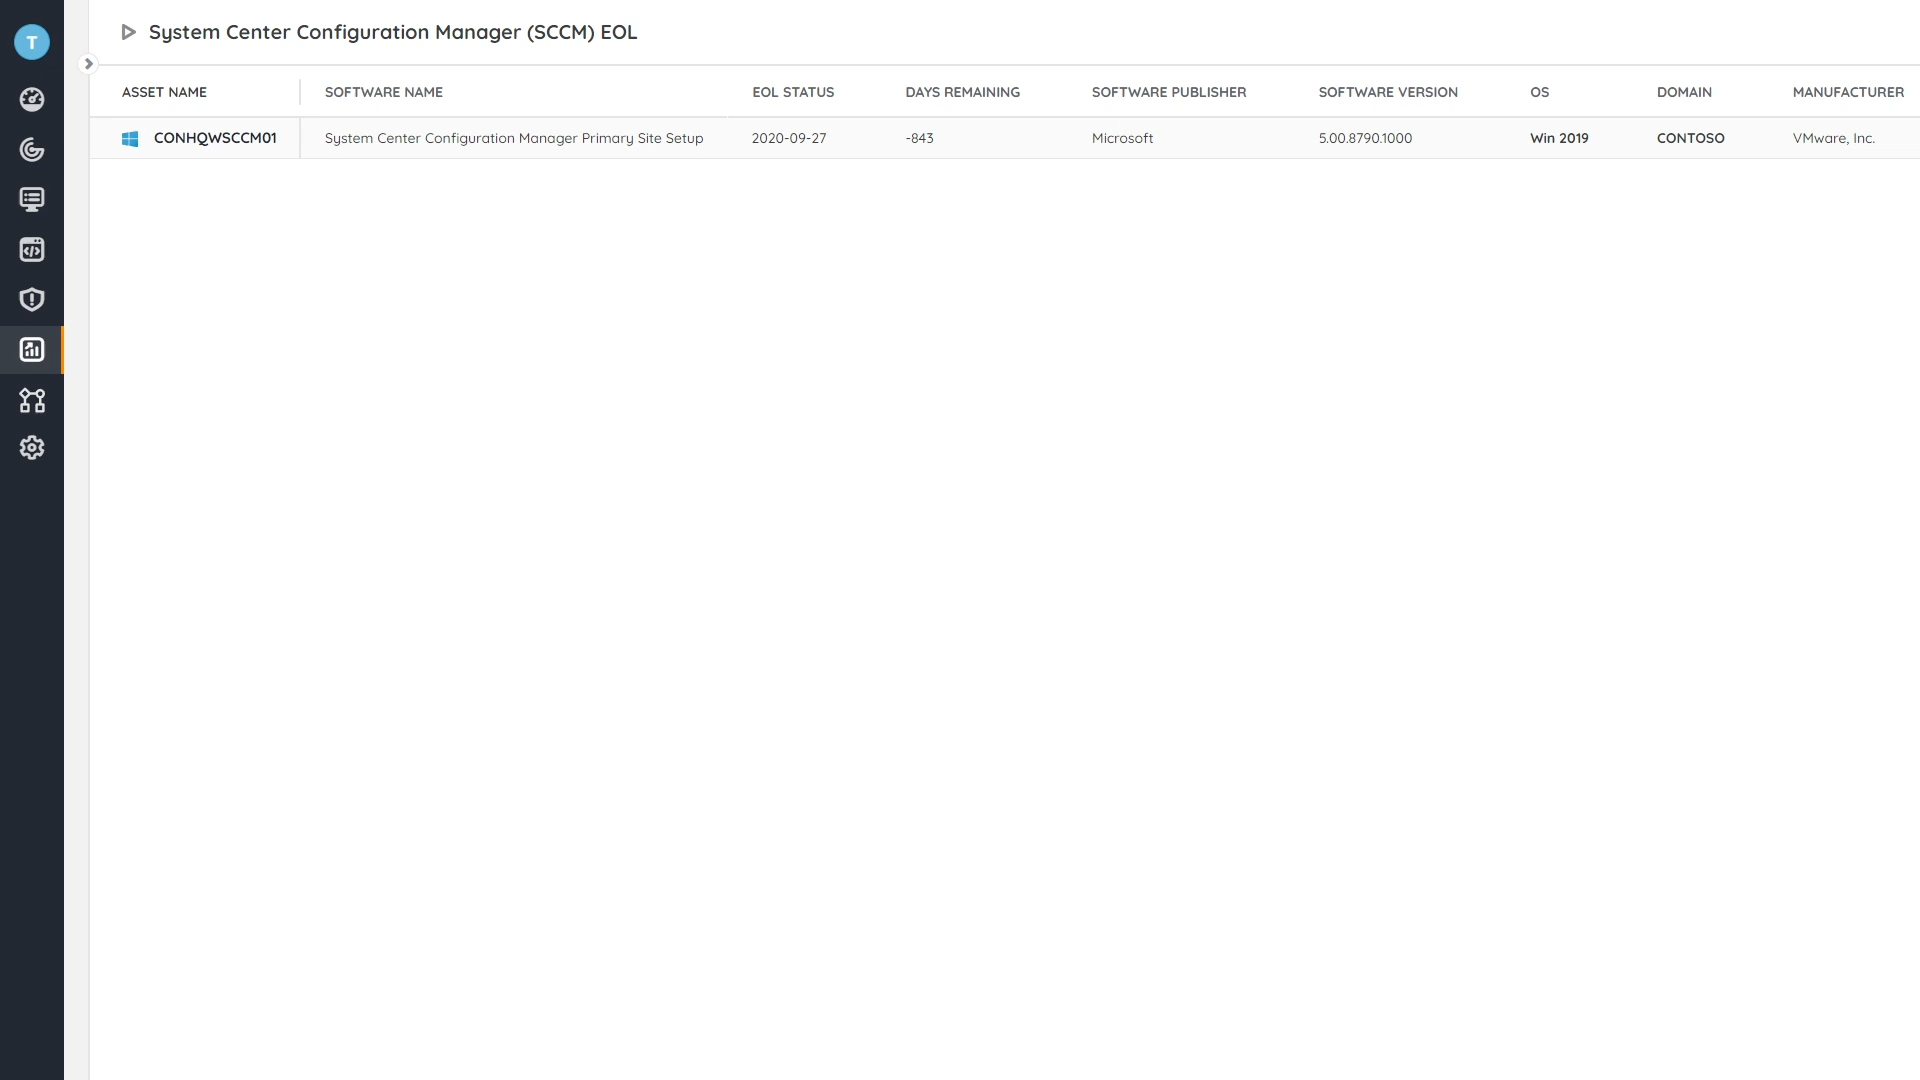 T
System Center Configuration Manager (SCCM) EOL
ASSET NAME SOFTWARE NAME EOL STATUS DAYS REMAINING SOFTWARE PUBLISHER SOFTWARE VERSION OS DOMAIN MANUFACTURER
CONHQWSCCM01 System Center Configuration Manager Primary Site Setup 2020-09-27 -843 Microsoft 5.00.8790.1000 Win 2019 CONTOSO VMware, Inc.